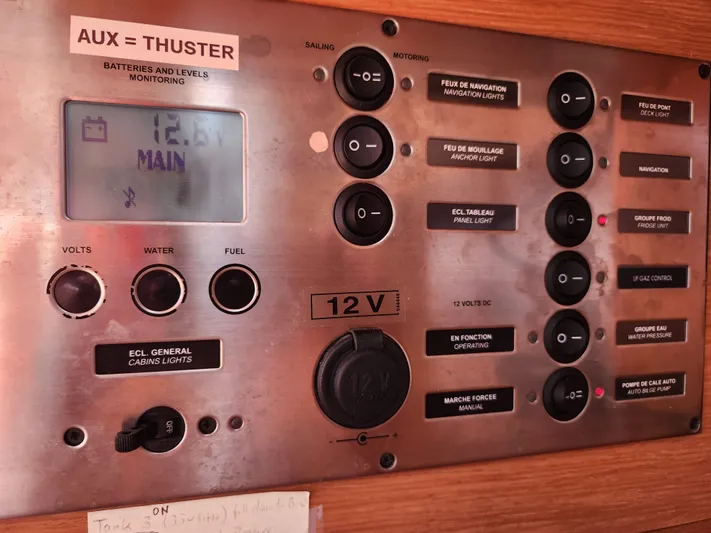 AUX = THUSTER
BATTERIES AND LEVELS
MONITORING
12.6V
MAIN
VOLTS
WATER
FUEL
ECL. GENERAL
CABINS LIGHTS
OFF
SAILING
MOTORING
FEUX DE NAVIGATION
NAVIGATION LIGHTS
FEU DE MOUILLAGE
ANCHOR LIGHT
ECL.TABLEAU
PANEL LIGHT
12 V
12 V
12 VOLTS DC
EN FONCTION
OPERATING
MARCHE FORCEE
MANUAL
FEU DE PONT
DECK LIGHT
NAVIGATION
GROUPE FROID
FRIDGE UNIT
I/F GAZ CONTROL
GROUPE EAU
WATER PRESSURE
POMPE DE CALE AUTO
AUTO BILGE PUMP
ON
Tank 3